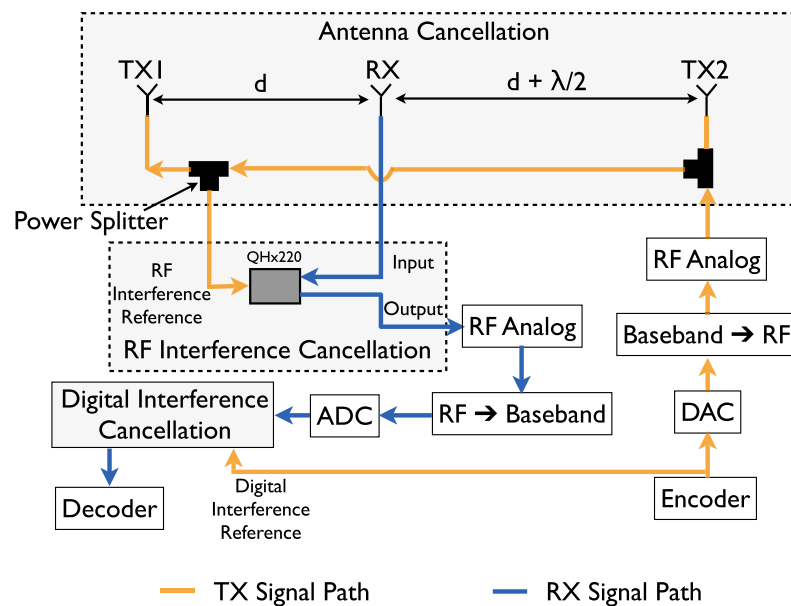 Antenna Cancellation
TX1
RX
TX2
d
d + λ/2
Power Splitter
QHx220
RF
Interference
Reference
Input
Output
RF Interference Cancellation
RF Analog
RF Analog
Baseband ➔ RF
Digital Interference
Cancellation
ADC
RF ➔ Baseband
DAC
Decoder
Digital
Interference
Reference
Encoder
TX Signal Path
RX Signal Path